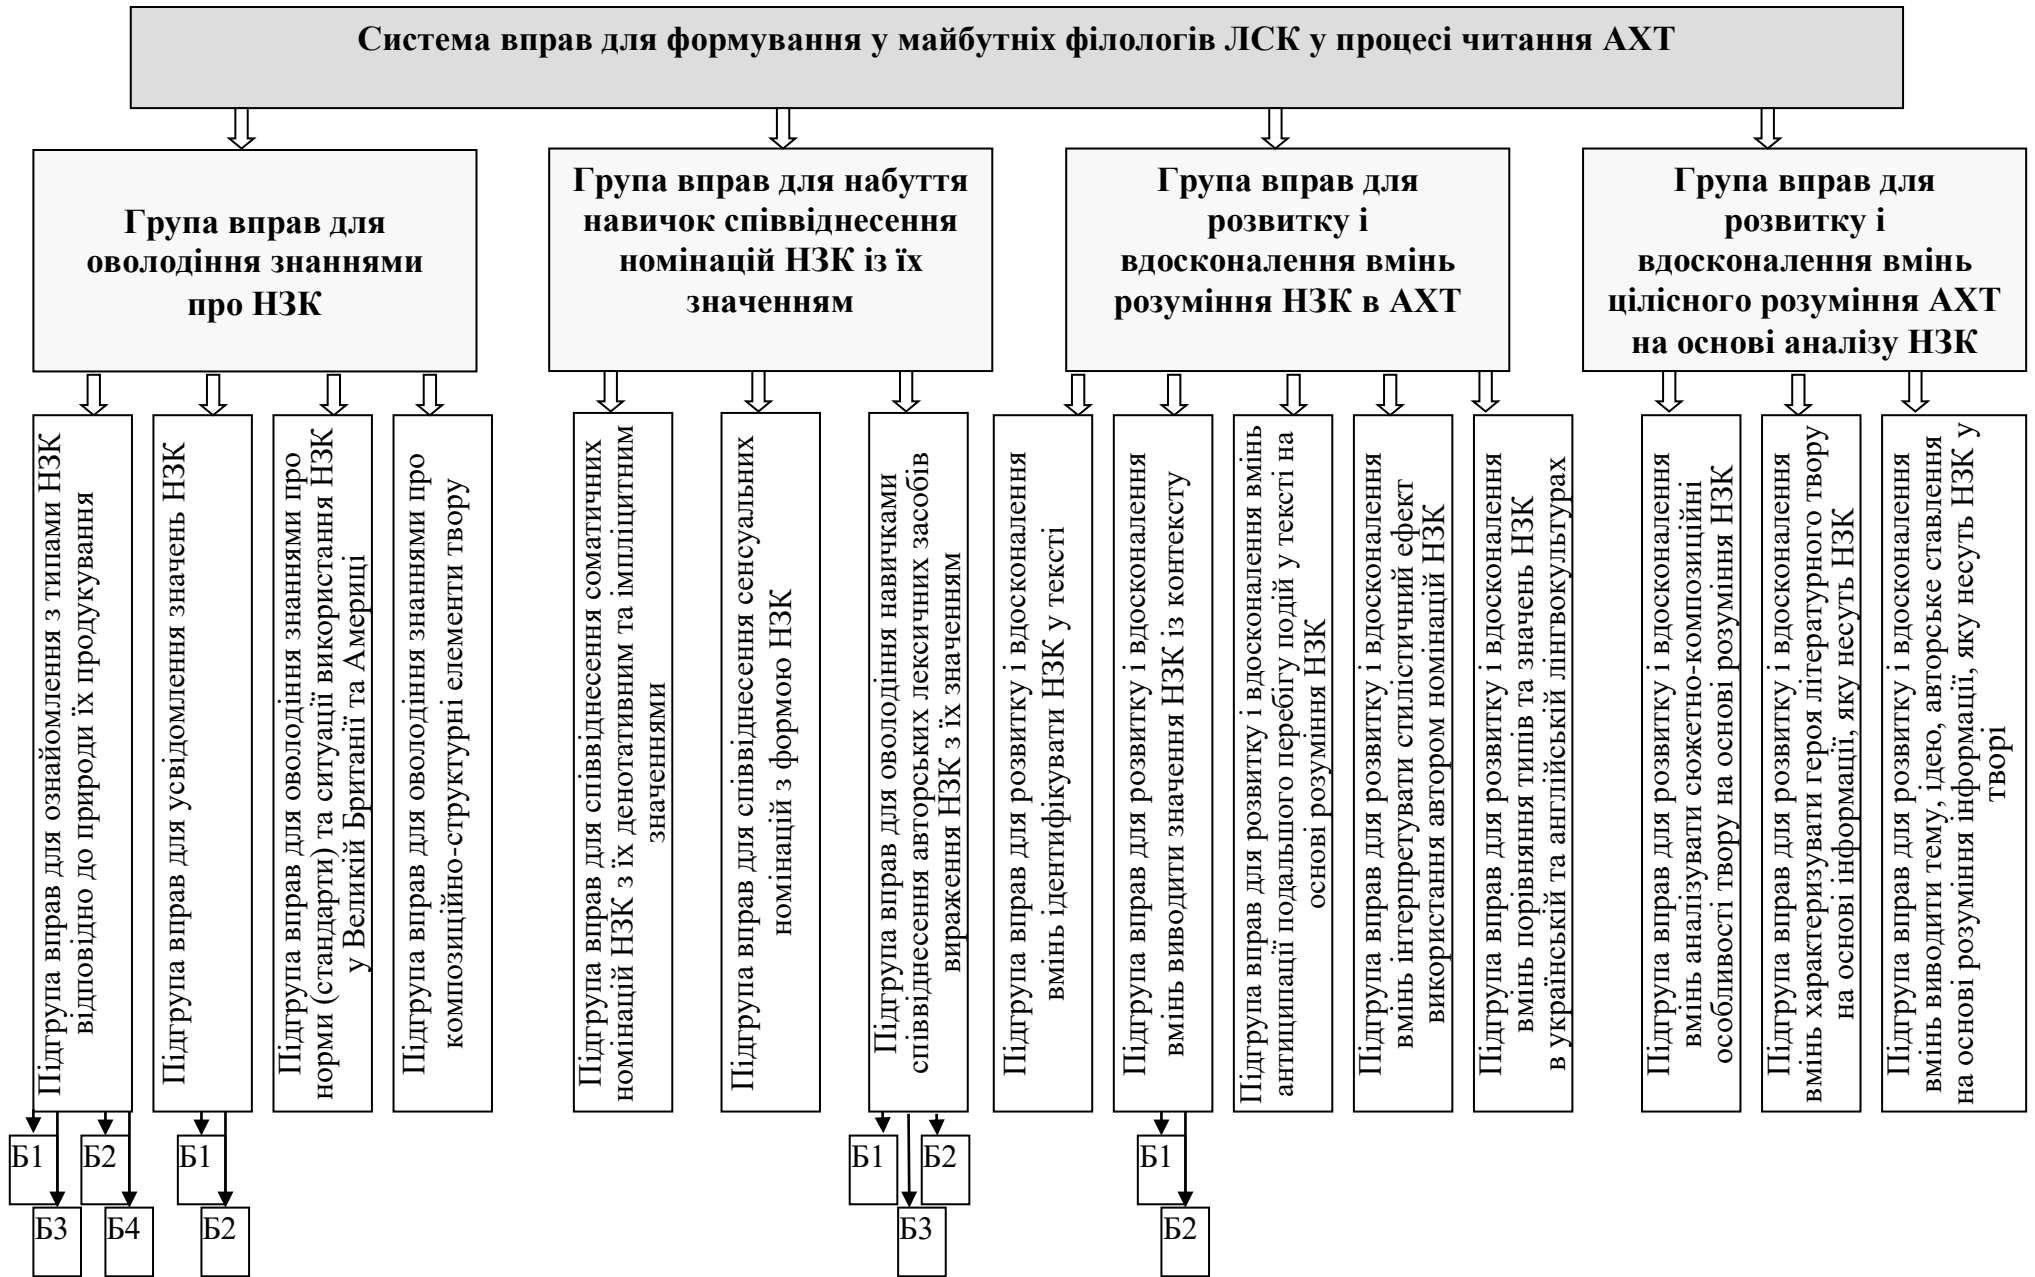 Система вправ для формування у майбутніх філологів ЛСК у процесі читання АХТ
Група вправ для
оволодіння знаннями
про НЗК
Група вправ для набуття
навичок співвіднесення
номінацій НЗК із їх
значенням
Група вправ для
розвитку і
вдосконалення вмінь
розуміння НЗК в АХТ
Група вправ для
розвитку і
вдосконалення вмінь
цілісного розуміння АХТ
на основі аналізу НЗК
Підгрупа вправ для ознайомлення з типами НЗК
відповідно до природи їх продукування
Підгрупа вправ для усвідомлення значень НЗК
Підгрупа вправ для оволодіння знаннями про
норми (стандарти) та ситуації використання НЗК
у Великій Британії та Америці
Підгрупа вправ для оволодіння знаннями про
композиційно-структурні елементи твору
Підгрупа вправ для співвіднесення соматичних
номінацій НЗК з їх денотативним та імпліцитним
значеннями
Підгрупа вправ для співвіднесення сенсуальних
номінацій з формою НЗК
Підгрупа вправ для оволодіння навичками
співвіднесення авторських лексичних засобів
вираження НЗК з їх значенням
Підгрупа вправ для розвитку і вдосконалення
вмінь ідентифікувати НЗК у тексті
Підгрупа вправ для розвитку і вдосконалення
вмінь виводити значення НЗК із контексту
Підгрупа вправ для розвитку і вдосконалення вмінь
антиципації подальшого перебігу подій у тексті на
основі розуміння НЗК
Підгрупа вправ для розвитку і вдосконалення
вмінь інтерпретувати стилістичний ефект
використання автором номінацій НЗК
Підгрупа вправ для розвитку і вдосконалення
вмінь порівняння типів та значень НЗК
в українській та англійській лінгвокультурах
Підгрупа вправ для розвитку і вдосконалення
вмінь аналізувати сюжетно-композиційні
особливості твору на основі розуміння НЗК
Підгрупа вправ для розвитку і вдосконалення
вмінь характеризувати героя літературного твору
на основі інформації, яку несуть НЗК
Підгрупа вправ для розвитку і вдосконалення
вмінь виводити тему, ідею, авторське ставлення
на основі розуміння інформації, яку несуть НЗК у
творі
Б1
Б2
Б1
Б1
Б2
Б1
Б3
Б4
Б2
Б3
Б2